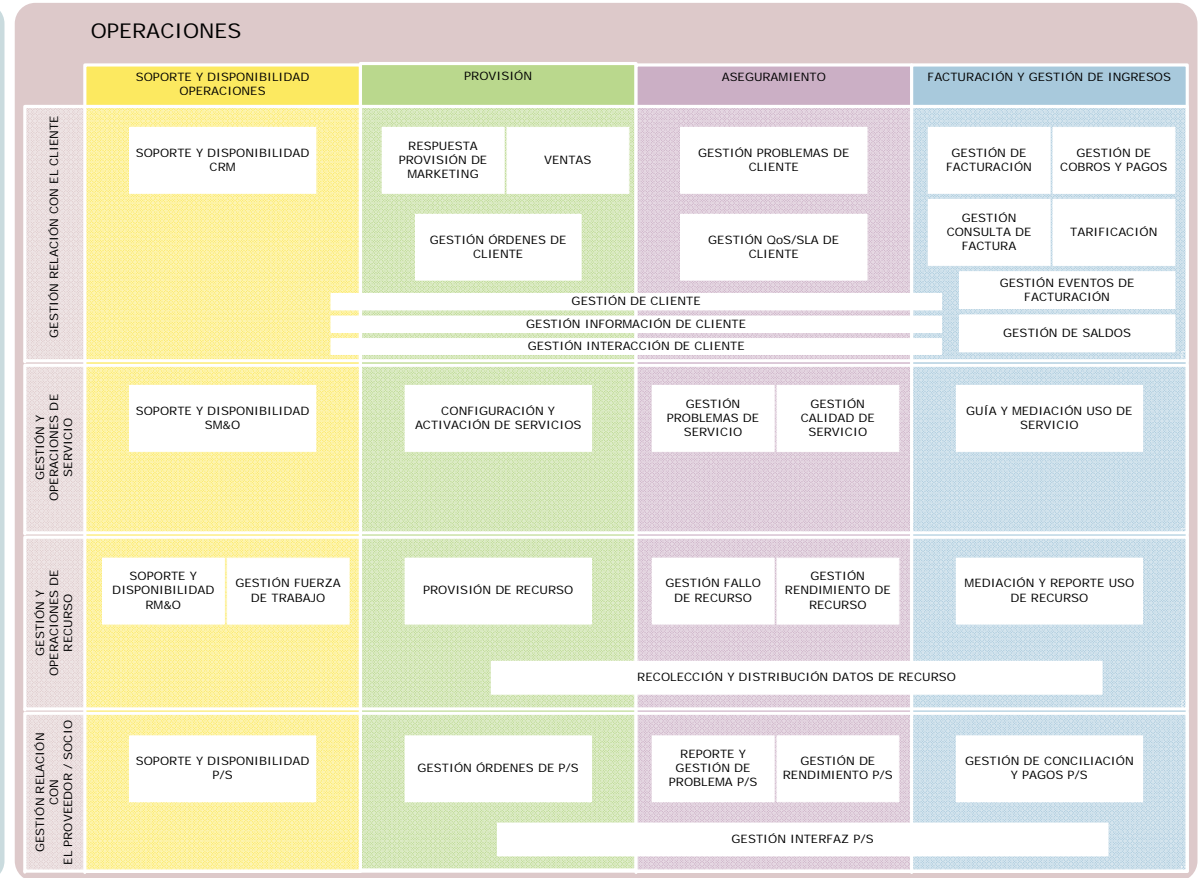 OPERACIONES
SOPORTE Y DISPONIBILIDAD
OPERACIONES
PROVISIÓN
ASEGURAMIENTO
FACTURACIÓN Y GESTIÓN DE INGRESOS
GESTIÓN RELACIÓN CON EL CLIENTE
SOPORTE Y DISPONIBILIDAD
CRM
RESPUESTA
PROVISIÓN DE
MARKETING
VENTAS
GESTIÓN ÓRDENES DE
CLIENTE
GESTIÓN PROBLEMAS DE
CLIENTE
GESTIÓN QoS/SLA DE
CLIENTE
GESTIÓN DE
FACTURACIÓN
GESTIÓN DE
COBROS Y PAGOS
GESTIÓN
CONSULTA DE
FACTURA
TARIFICACIÓN
GESTIÓN EVENTOS DE
FACTURACIÓN
GESTIÓN DE SALDOS
GESTIÓN DE CLIENTE
GESTIÓN INFORMACIÓN DE CLIENTE
GESTIÓN INTERACCIÓN DE CLIENTE
GESTIÓN Y
OPERACIONES DE
SERVICIO
SOPORTE Y DISPONIBILIDAD
SM&O
CONFIGURACIÓN Y
ACTIVACIÓN DE SERVICIOS
GESTIÓN
PROBLEMAS DE
SERVICIO
GESTIÓN
CALIDAD DE
SERVICIO
GUÍA Y MEDIACIÓN USO DE
SERVICIO
GESTIÓN Y
OPERACIONES DE
RECURSO
SOPORTE Y
DISPONIBILIDAD
RM&O
GESTIÓN FUERZA
DE TRABAJO
PROVISIÓN DE RECURSO
GESTIÓN FALLO
DE RECURSO
GESTIÓN
RENDIMIENTO DE
RECURSO
MEDIACIÓN Y REPORTE USO
DE RECURSO
RECOLECCIÓN Y DISTRIBUCIÓN DATOS DE RECURSO
GESTIÓN RELACIÓN
CON
EL PROVEEDOR / SOCIO
SOPORTE Y DISPONIBILIDAD
P/S
GESTIÓN ÓRDENES DE P/S
REPORTE Y
GESTIÓN DE
PROBLEMA P/S
GESTIÓN DE
RENDIMIENTO P/S
GESTIÓN DE CONCILIACIÓN
Y PAGOS P/S
GESTIÓN INTERFAZ P/S